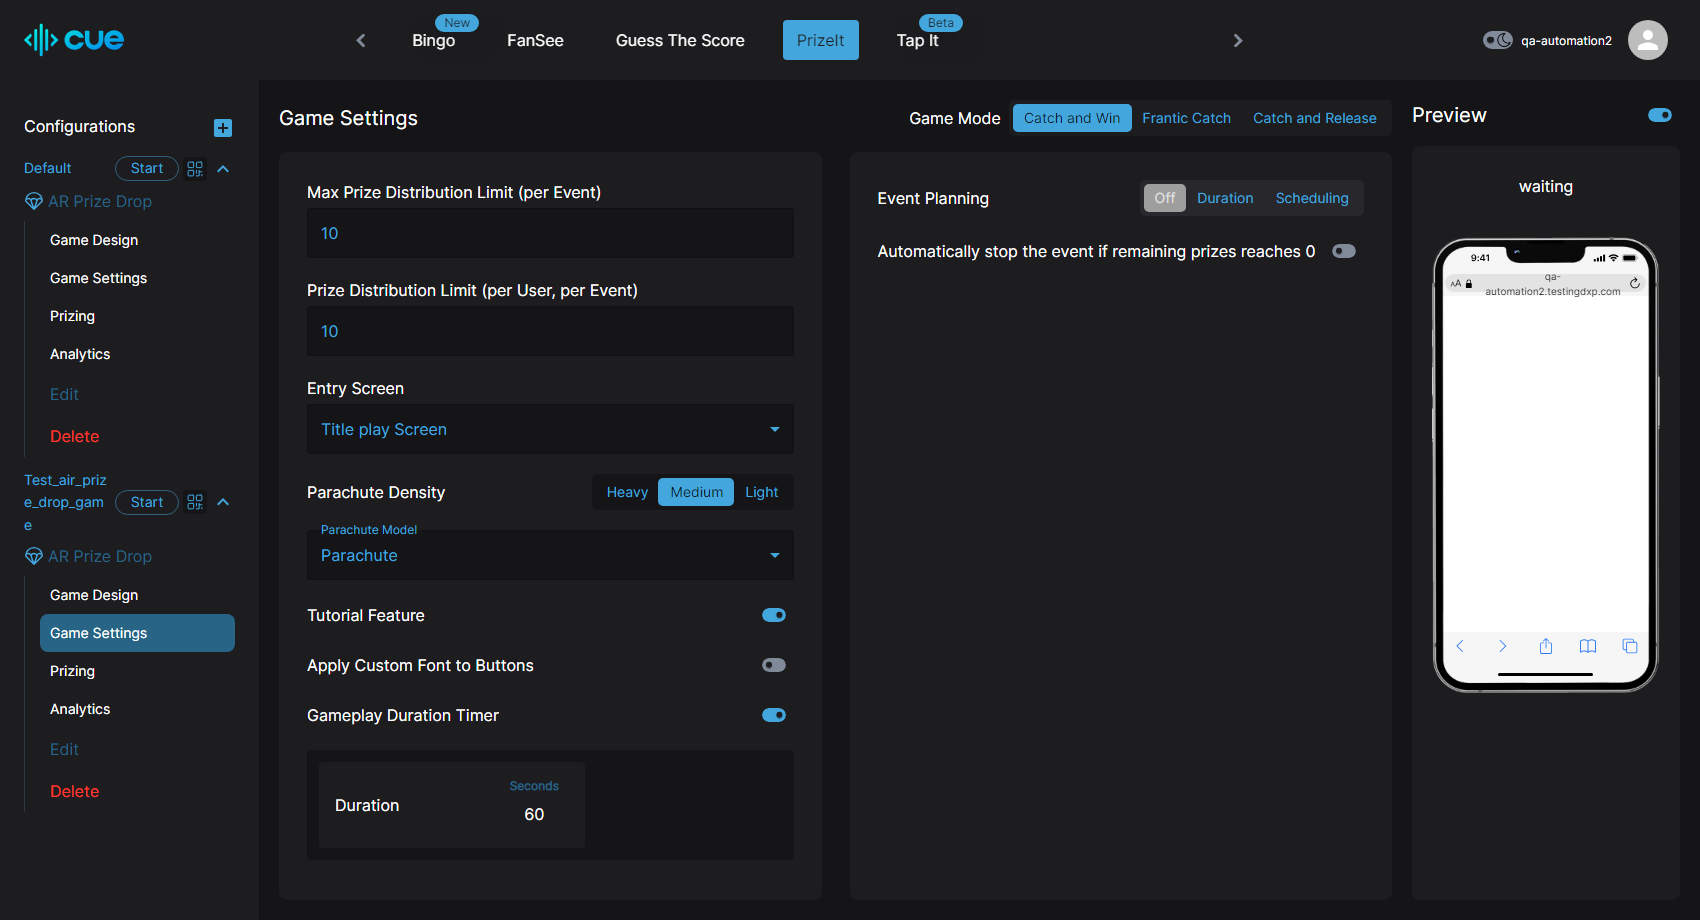 cue
New
Bingo
FanSee
Guess The Score
PrizeIt
Beta
Tap It
qa-automation2
Configurations
Default
Start
AR Prize Drop
Game Design
Game Settings
Prizing
Analytics
Edit
Delete
Test_air_priz
e_drop_gam
e
Start
AR Prize Drop
Game Design
Game Settings
Prizing
Analytics
Edit
Delete
Game Settings
Game Mode
Catch and Win
Frantic Catch
Catch and Release
Max Prize Distribution Limit (per Event)
10
Prize Distribution Limit (per User, per Event)
10
Entry Screen
Title play Screen
Parachute Density
Heavy
Medium
Light
Parachute Model
Parachute
Tutorial Feature
Apply Custom Font to Buttons
Gameplay Duration Timer
Duration
Seconds
60
Event Planning
Off
Duration
Scheduling
Automatically stop the event if remaining prizes reaches 0
Preview
waiting
9:41
AA
qa-
automation2.testingdxp.com